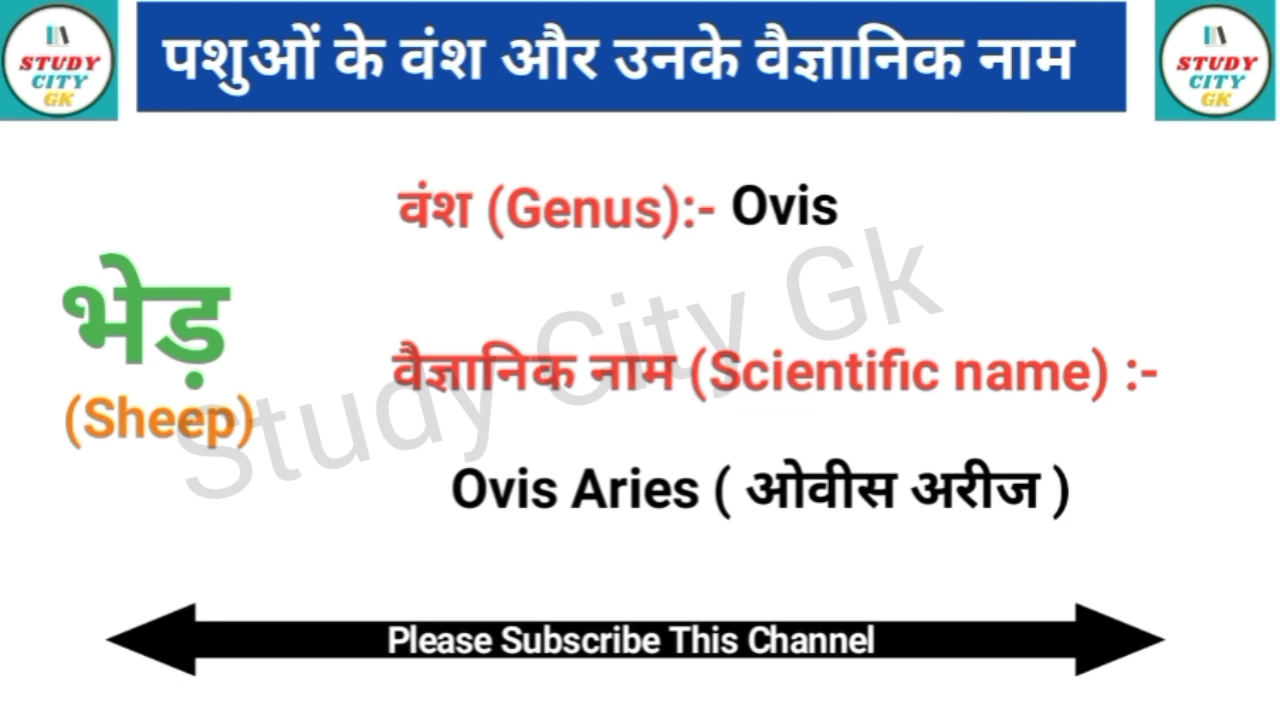 STUDY
CITY
GK
पशुओं के वंश और उनके वैज्ञानिक नाम
STUDY
CITY
GK
वंश (Genus):- Ovis
भेड़
(Sheep)
वैज्ञानिक नाम (Scientific name) :-
Ovis Aries ( ओवीस अरीज )
Study City Gk
Please Subscribe This Channel